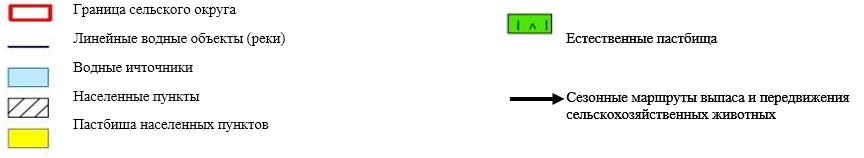 Граница сельского округа
Линейные водные объекты (реки)
Водные ичточники
Населенные пункты
Пастбиша населенных пунктов
Естественные пастбища
Сезонные маршруты выпаса и передвижения
сельскохозяйственных животных